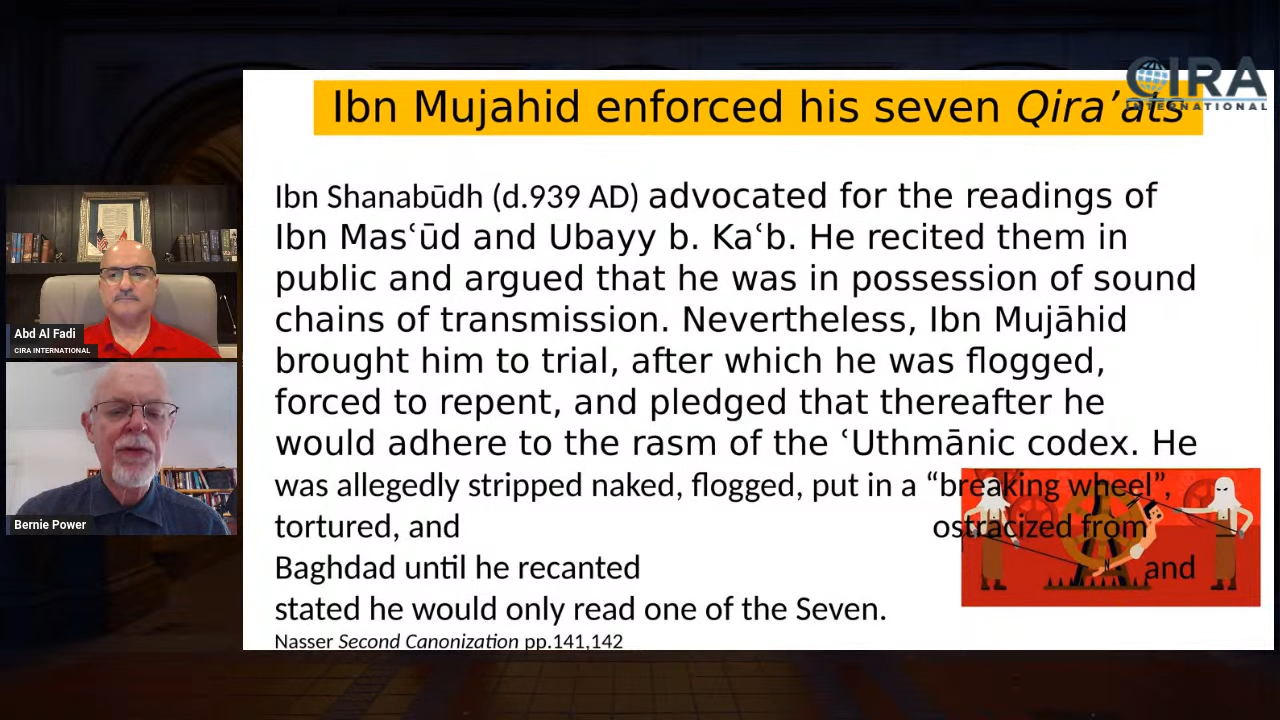 CIRA
INTERNATIONAL
Ibn Mujahid enforced his seven Qira’ats
Ibn Shanabūdh (d.939 AD) advocated for the readings of
Ibn Masʿūd and Ubayy b. Kaʿb. He recited them in
public and argued that he was in possession of sound
chains of transmission. Nevertheless, Ibn Mujāhid
brought him to trial, after which he was flogged,
forced to repent, and pledged that thereafter he
would adhere to the rasm of the ʿUthmānic codex. He
was allegedly stripped naked, flogged, put in a “breaking wheel”,
tortured, and ostracized from
Baghdad until he recanted and
stated he would only read one of the Seven.
Nasser Second Canonization pp.141,142
Abd Al Fadi
CIRA INTERNATIONAL
Bernie Power